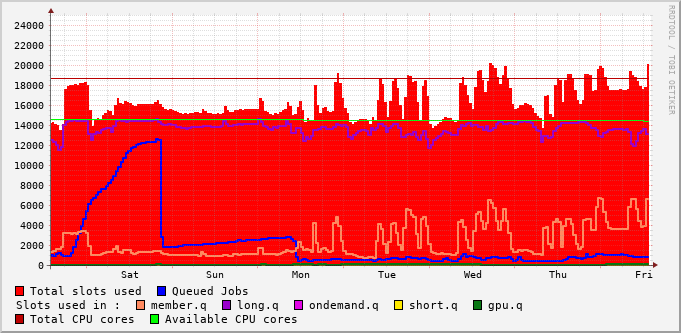 24000
22000
20000
18000
16000
14000
12000
10000
8000
6000
4000
2000
0
Sat Sun Mon Tue Wed Thu Fri
Total slots used Queued Jobs
Slots used in : member.q long.q ondemand.q short.q gpu.q
Total CPU cores Available CPU cores
RRDTOOL / TOBI OETIKER